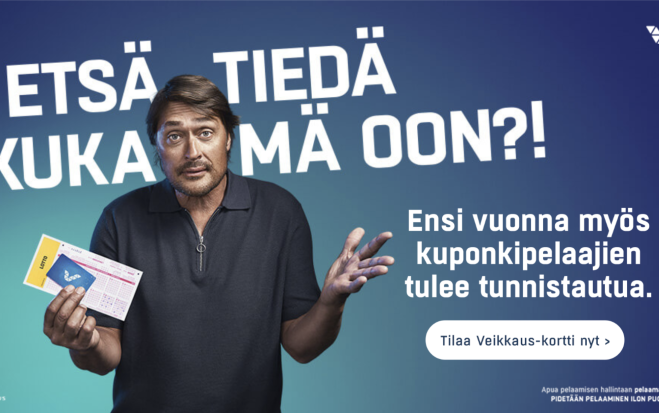 ETSÄ TIEDÄ
KUKA MÄ OON?!
Ensi vuonna myös
kuponkipelaajien
tulee tunnistautua.
Tilaa Veikkaus-kortti nyt >
LOTTO
Apua pelaamisen hallintaan
PIDETÄÄN PELAAMINEN ILON